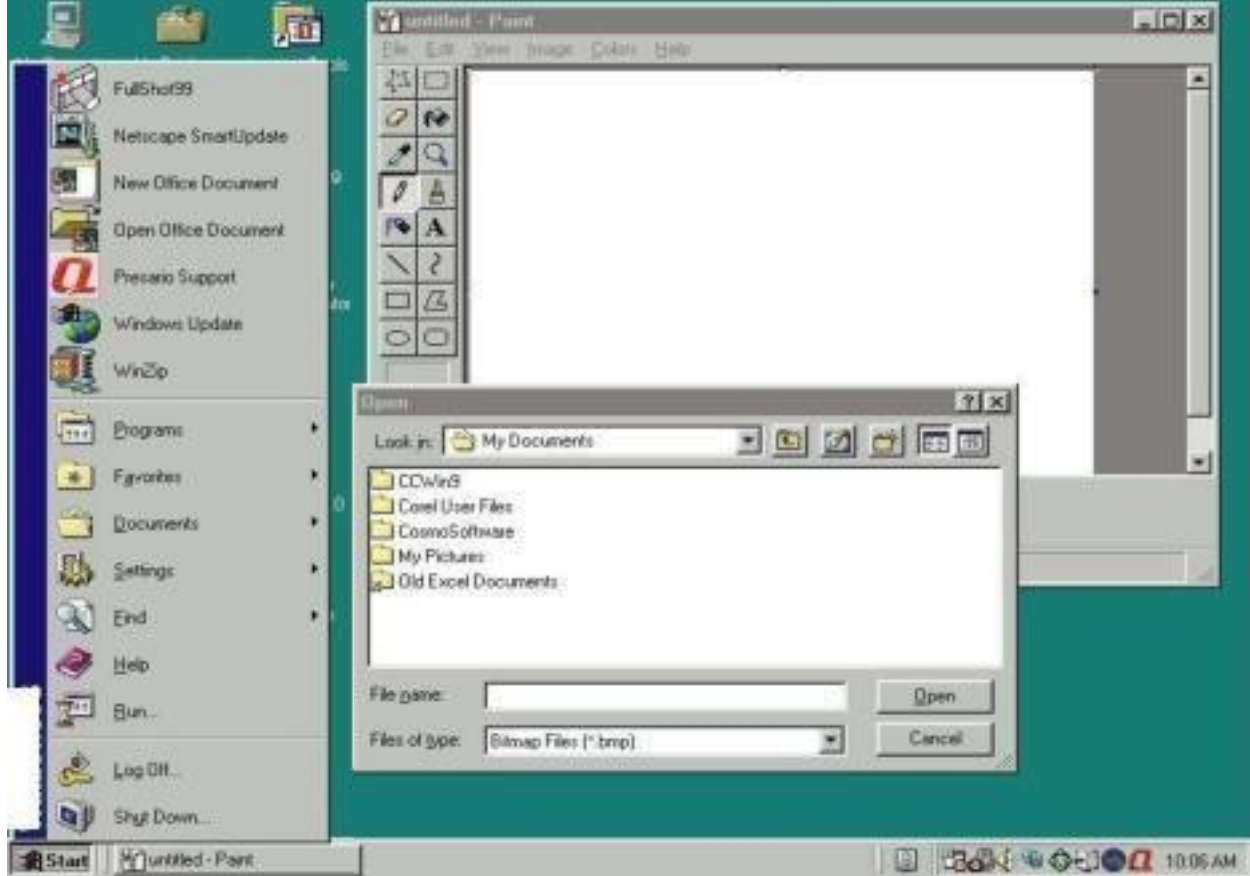 untitled - Paint
File Edit View Image Colors Help
FullShot99
Netscape SmartUpdate
New Office Document
Open Office Document
Presario Support
Windows Update
WinZip
Programs
Favorites
Documents
Settings
Find
Help
Run...
Log Off...
Shut Down...
A
Open
Look in: My Documents
CCWin9
Corel User Files
CosmoSoftware
My Pictures
Old Excel Documents
File name:
Open
Files of type: Bitmap Files (*.bmp)
Cancel
Start
untitled - Paint
10:06 AM